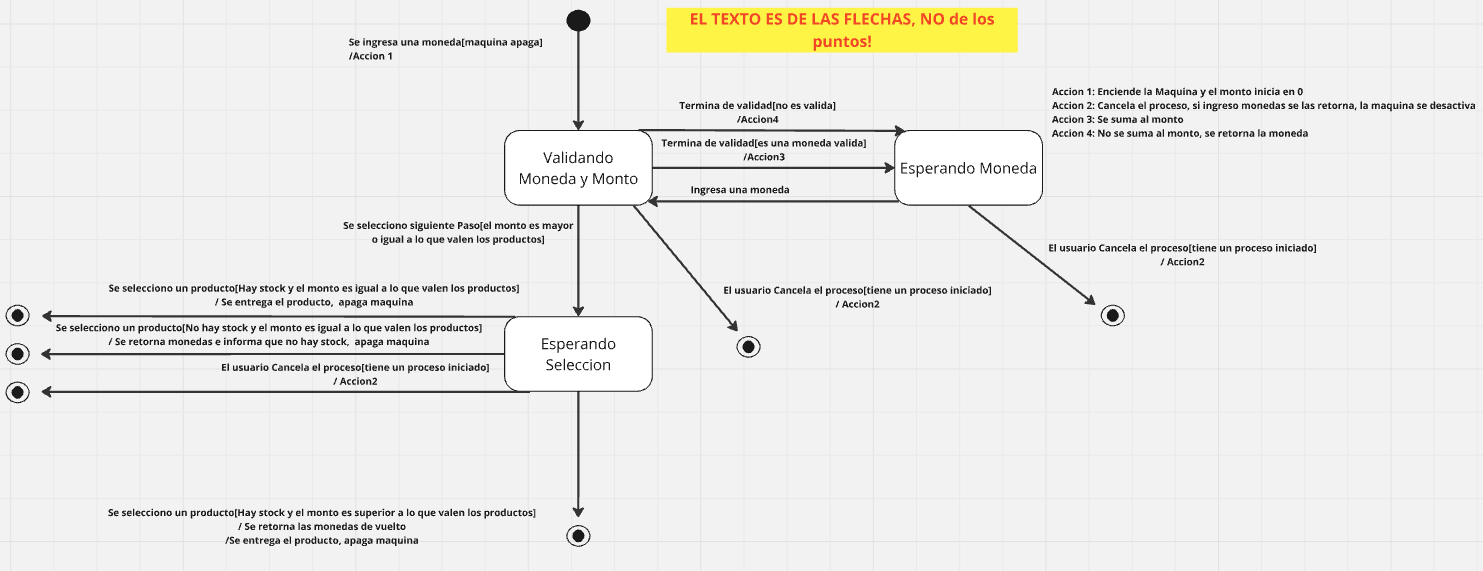 EL TEXTO ES DE LAS FLECHAS, NO de los
puntos!
Se ingresa una moneda[maquina apaga]
/Accion 1
Accion 1: Enciende la Maquina y el monto inicia en 0
Accion 2: Cancela el proceso, si ingreso monedas se las retorna, la maquina se desactiva
Accion 3: Se suma al monto
Accion 4: No se suma al monto, se retorna la moneda
Termina de validad[no es valida]
/Accion4
Termina de validad[es una moneda valida]
/Accion3
Ingresa una moneda
Validando
Moneda y Monto
Esperando Moneda
Se selecciono siguiente Paso[el monto es mayor
o igual a lo que valen los productos]
El usuario Cancela el proceso[tiene un proceso iniciado]
/ Accion2
El usuario Cancela el proceso[tiene un proceso iniciado]
/ Accion2
Se selecciono un producto[Hay stock y el monto es igual a lo que valen los productos]
/ Se entrega el producto, apaga maquina
Se selecciono un producto[No hay stock y el monto es igual a lo que valen los productos]
/ Se retorna monedas e informa que no hay stock, apaga maquina
El usuario Cancela el proceso[tiene un proceso iniciado]
/ Accion2
Esperando
Seleccion
Se selecciono un producto[Hay stock y el monto es superior a lo que valen los productos]
/ Se retorna las monedas de vuelto
/Se entrega el producto, apaga maquina